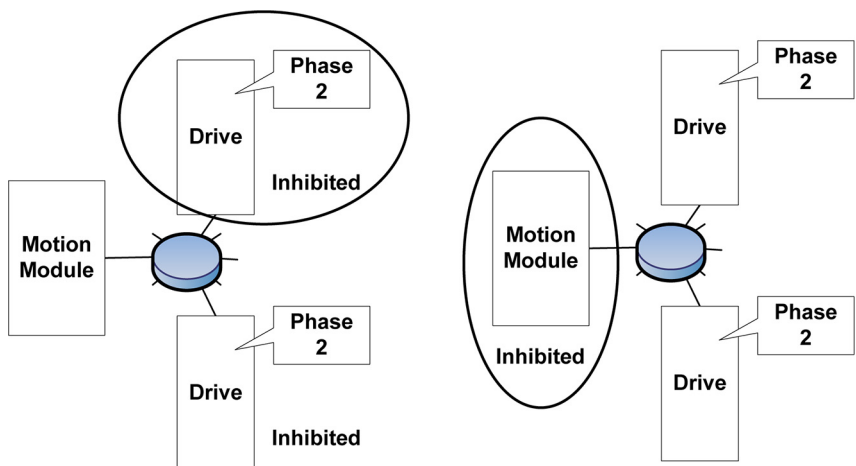 Phase
2
Drive
Inhibited
Motion
Module
Phase
2
Drive
Inhibited
Phase
2
Drive
Motion
Module
Inhibited
Phase
2
Drive